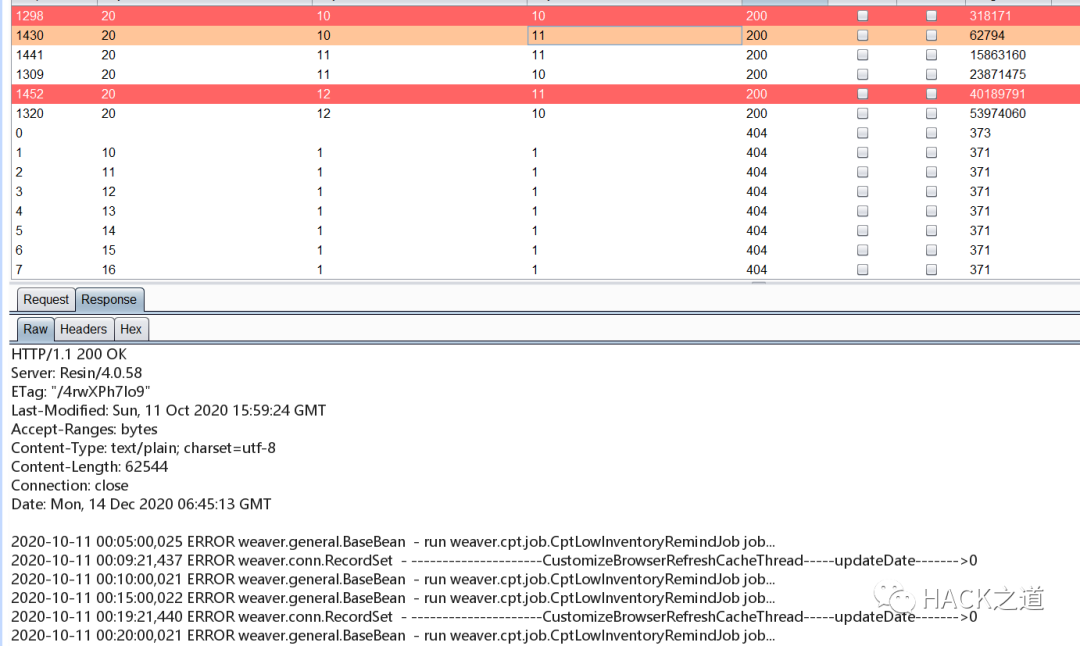 1298 20 10 10 200 318171
1430 20 10 11 200 62794
1441 20 11 11 200 15863160
1309 20 11 10 200 23871475
1452 20 12 11 200 40189791
1320 20 12 10 200 53974060
0 404 373
1 10 1 1 404 371
2 11 1 1 404 371
3 12 1 1 404 371
4 13 1 1 404 371
5 14 1 1 404 371
6 15 1 1 404 371
7 16 1 1 404 371
Request Response
Raw Headers Hex
HTTP/1.1 200 OK
Server: Resin/4.0.58
ETag: "/4rwXPh7Io9"
Last-Modified: Sun, 11 Oct 2020 15:59:24 GMT
Accept-Ranges: bytes
Content-Type: text/plain; charset=utf-8
Content-Length: 62544
Connection: close
Date: Mon, 14 Dec 2020 06:45:13 GMT
2020-10-11 00:05:00,025 ERROR weaver.general.BaseBean - run weaver.cpt.job.CptLowInventoryRemindJob job...
2020-10-11 00:09:21,437 ERROR weaver.conn.RecordSet - ----------------------CustomizeBrowserRefreshCacheThread-----updateDate------->0
2020-10-11 00:10:00,021 ERROR weaver.general.BaseBean - run weaver.cpt.job.CptLowInventoryRemindJob job...
2020-10-11 00:15:00,022 ERROR weaver.general.BaseBean - run weaver.cpt.job.CptLowInventoryRemindJob job...
2020-10-11 00:19:21,440 ERROR weaver.conn.RecordSet - ----------------------CustomizeBrowserRefreshCacheThread-----updateDate------->0
2020-10-11 00:20:00,021 ERROR weaver.general.BaseBean - run weaver.cpt.job.CptLowInventoryRemindJob job...
HACK之道